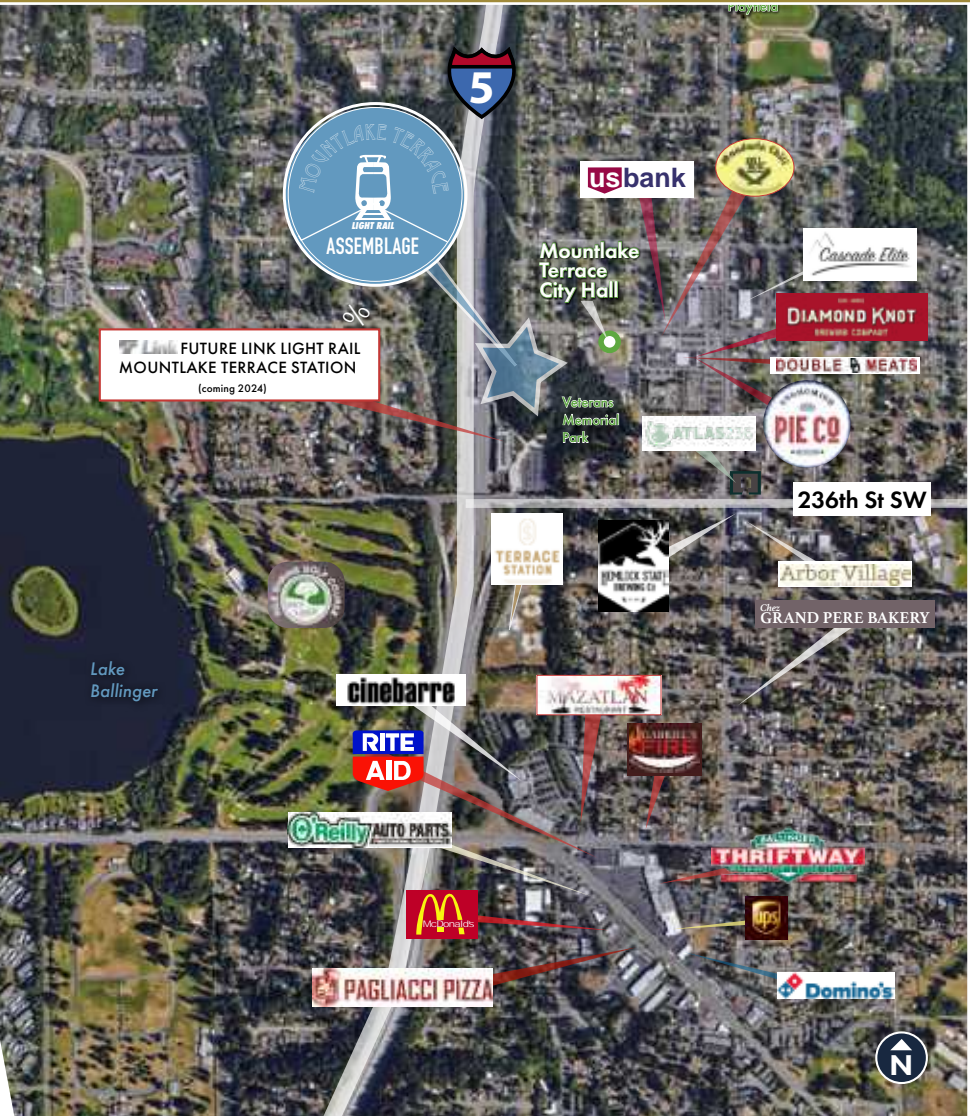 Playfield
5
MOUNTLAKE TERRACE
LIGHT RAIL
ASSEMBLAGE
usbank
Cascade Elite
Mountlake
Terrace
City Hall
DIAMOND KNOT
BREWING COMPANY
%
Link FUTURE LINK LIGHT RAIL
MOUNTLAKE TERRACE STATION
(coming 2024)
DOUBLE D MEATS
Veterans
Memorial
Park
PIE CO
ATLAS236
236th St SW
TERRACE
STATION
HEMLOCK STATE
BREWING CO
Arbor Village
Chez
GRAND PERE BAKERY
Lake
Ballinger
cinebarre
MAZATLAN
RESTAURANT
GABRIEL'S
FIRE
RITE
AID
O'Reilly AUTO PARTS
THRIFTWAY
McDonald's
ups
PAGLIACCI PIZZA
Domino's
N